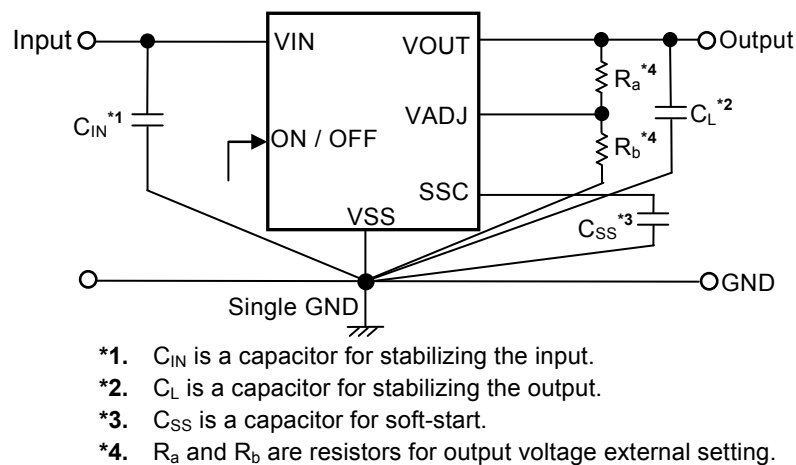 Input VIN VOUT Output
Ra*4
CIN*1 VADJ CL*2
ON / OFF Rb*4
SSC
VSS CSS*3
GND
Single GND
*1. CIN is a capacitor for stabilizing the input.
*2. CL is a capacitor for stabilizing the output.
*3. CSS is a capacitor for soft-start.
*4. Ra and Rb are resistors for output voltage external setting.